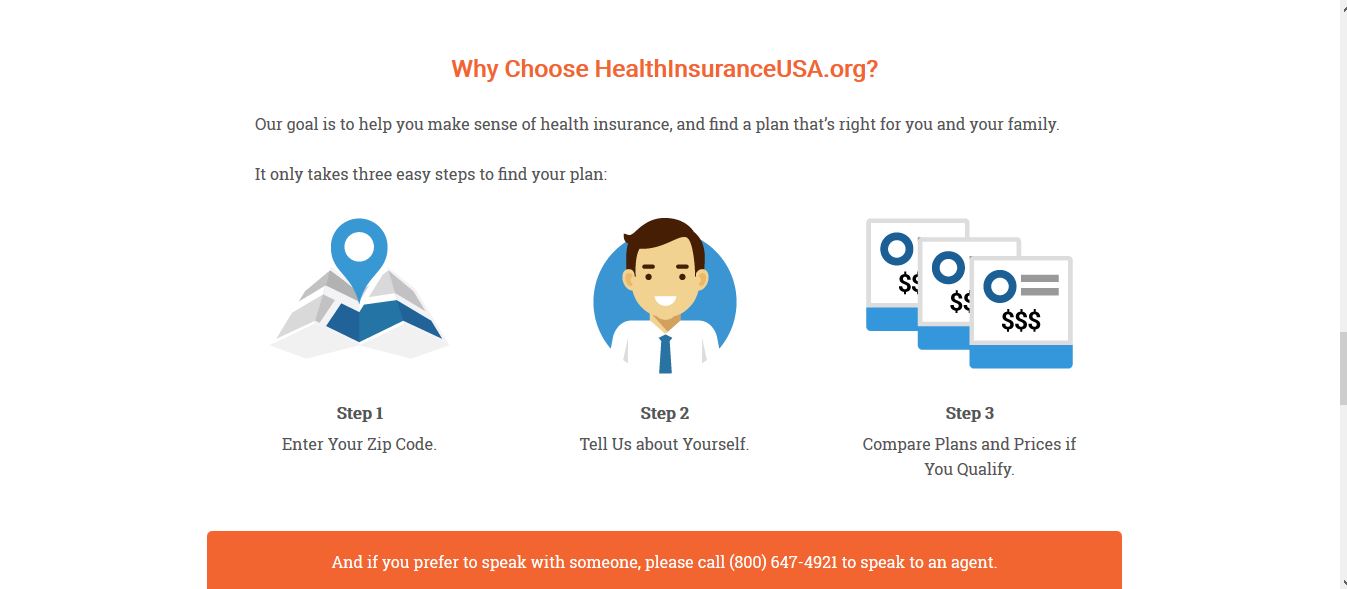 Why Choose HealthInsuranceUSA.org?
Our goal is to help you make sense of health insurance, and find a plan that's right for you and your family.
It only takes three easy steps to find your plan:
$$
$$
$$$
Step 1
Enter Your Zip Code.
Step 2
Tell Us about Yourself.
Step 3
Compare Plans and Prices if
You Qualify.
And if you prefer to speak with someone, please call (800) 647-4921 to speak to an agent.